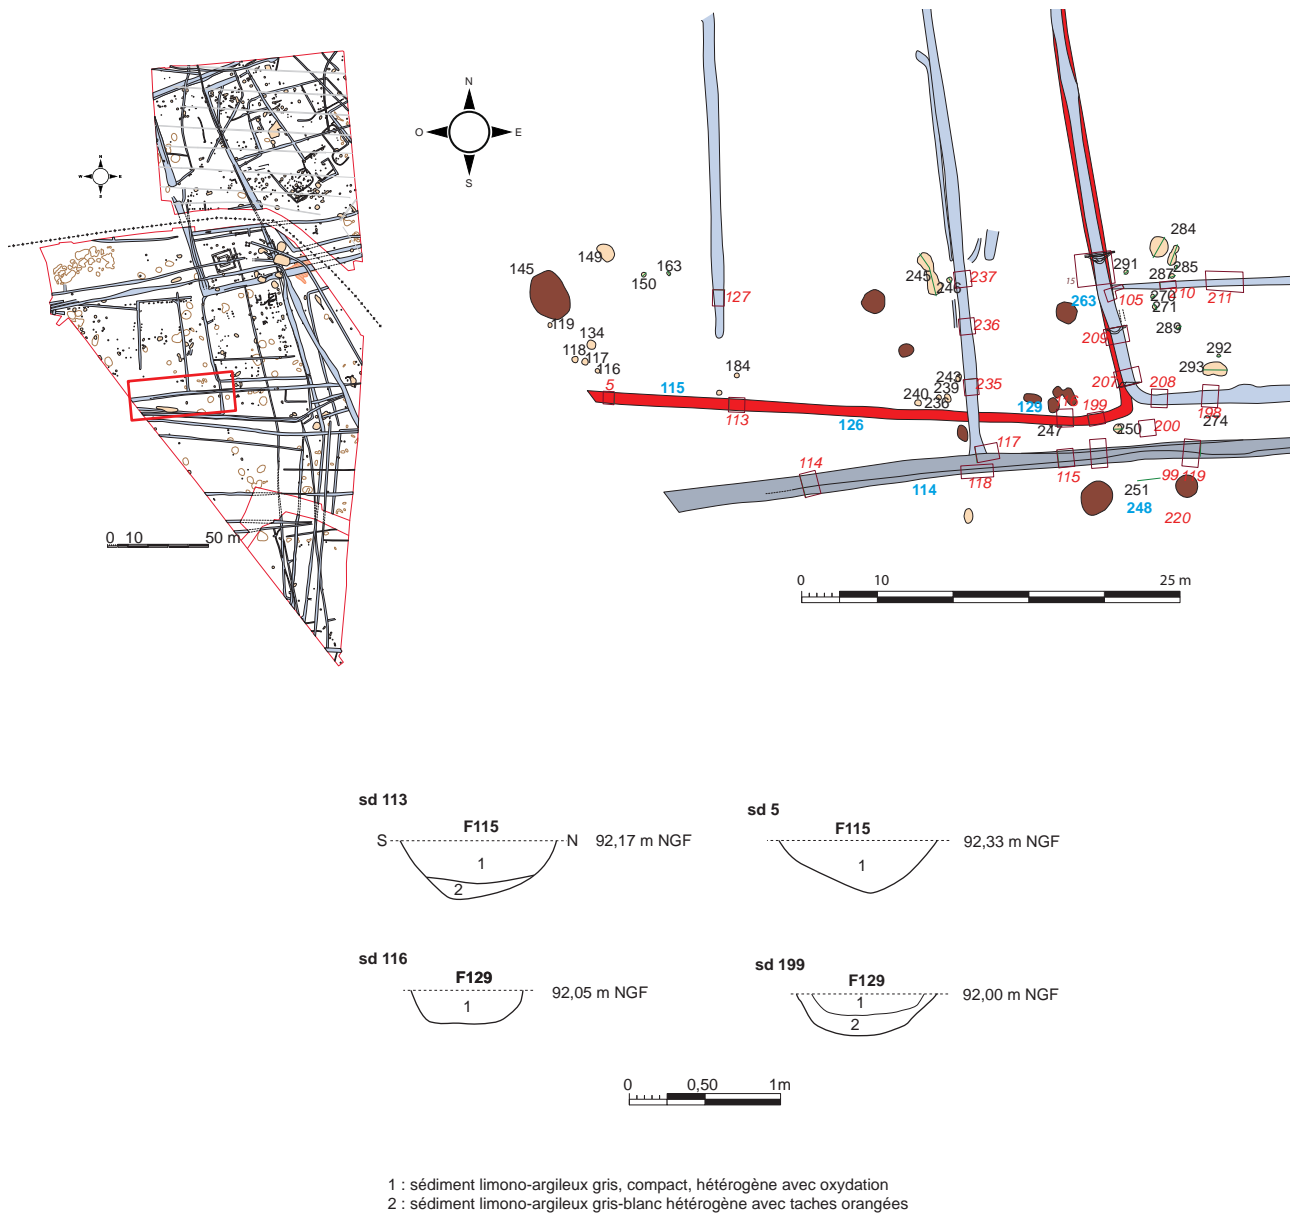 N
O
E
S
N
W
E
S
0 10 50 m
284
149
163
150
145
291
287
285
245
246
237
15
263
105
210
211
270
271
127
119
134
118
117
116
236
209
289
292
293
184
243
239
240
236
235
207
208
5
115
113
126
129
116
199
247
250
200
198
274
117
114
118
114
115
99
119
251
248
220
0 10 25 m
sd 113
F115
S
N
92,17 m NGF
1
2
sd 5
F115
92,33 m NGF
1
sd 116
F129
92,05 m NGF
1
sd 199
F129
92,00 m NGF
1
2
0 0,50 1m
1 : sédiment limono-argileux gris, compact, hétérogène avec oxydation
2 : sédiment limono-argileux gris-blanc hétérogène avec taches orangées